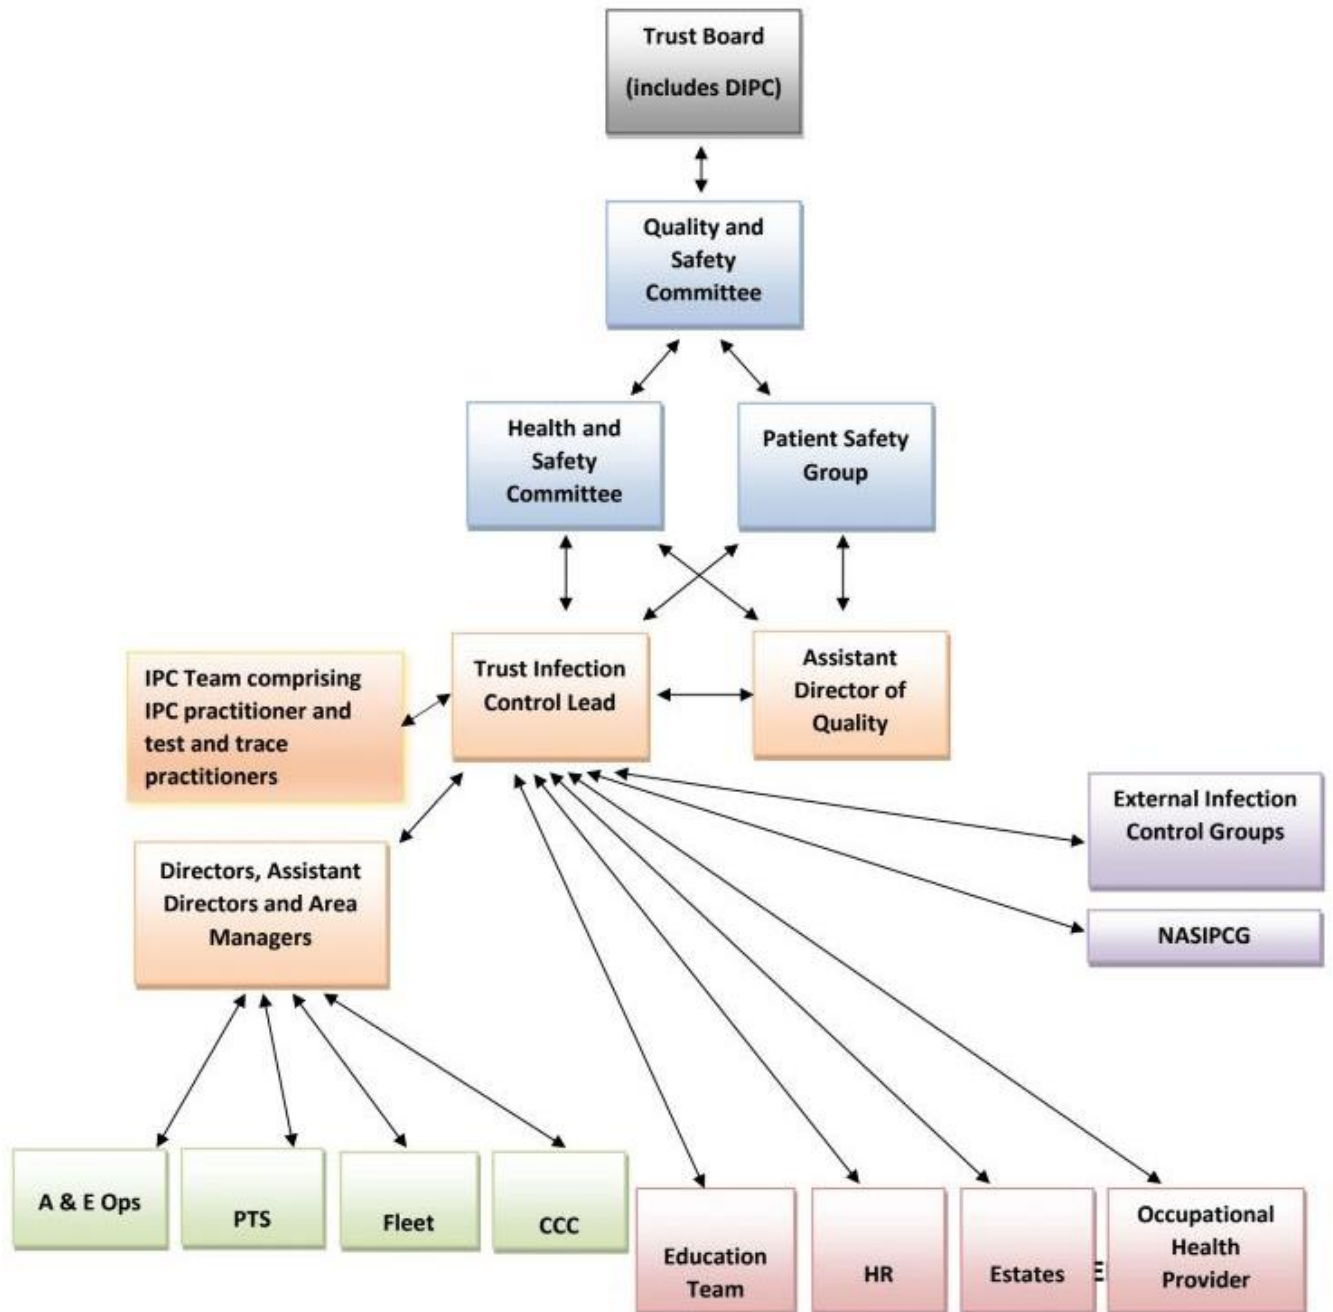 Trust Board
(includes DIPC)
Quality and
Safety
Committee
Health and
Safety
Committee
Patient Safety
Group
IPC Team comprising
IPC practitioner and
test and trace
practitioners
Trust Infection
Control Lead
Assistant
Director of
Quality
External Infection
Control Groups
NASIPCG
Directors, Assistant
Directors and Area
Managers
A & E Ops
PTS
Fleet
CCC
Education
Team
HR
Estates
Occupational
Health
Provider